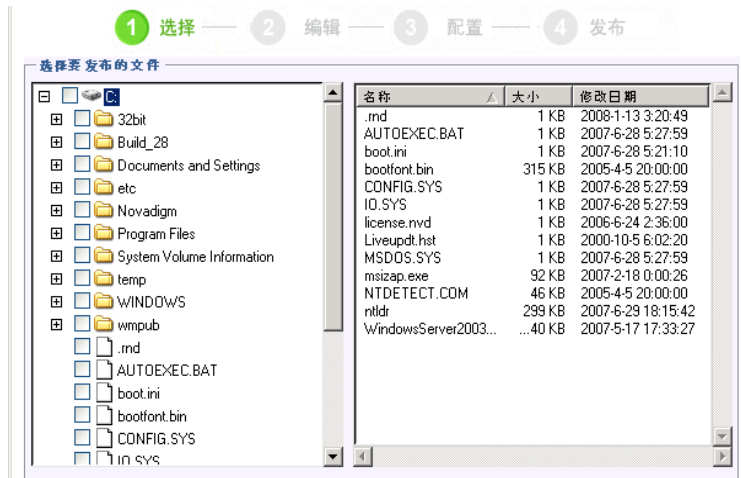 1 选择 2 编辑 3 配置 4 发布
选择要发布的文件
C:
32bit
Build_28
Documents and Settings
etc
Novadigm
Program Files
System Volume Information
temp
WINDOWS
wmpub
.rnd
AUTOEXEC.BAT
boot.ini
bootfont.bin
CONFIG.SYS
IO.SYS
名称 大小 修改日期
.rnd 1 KB 2008-1-13 3:20:49
AUTOEXEC.BAT 1 KB 2007-6-28 5:27:59
boot.ini 1 KB 2007-6-28 5:21:10
bootfont.bin 315 KB 2005-4-5 20:00:00
CONFIG.SYS 1 KB 2007-6-28 5:27:59
IO.SYS 1 KB 2007-6-28 5:27:59
license.nvd 1 KB 2006-6-24 2:36:00
Liveupdt.hst 1 KB 2000-10-5 6:02:20
MSDOS.SYS 1 KB 2007-6-28 5:27:59
msizap.exe 92 KB 2007-2-18 0:00:26
NTDETECT.COM 46 KB 2005-4-5 20:00:00
ntldr 299 KB 2007-6-29 18:15:42
WindowsServer2003... ...40 KB 2007-5-17 17:33:27